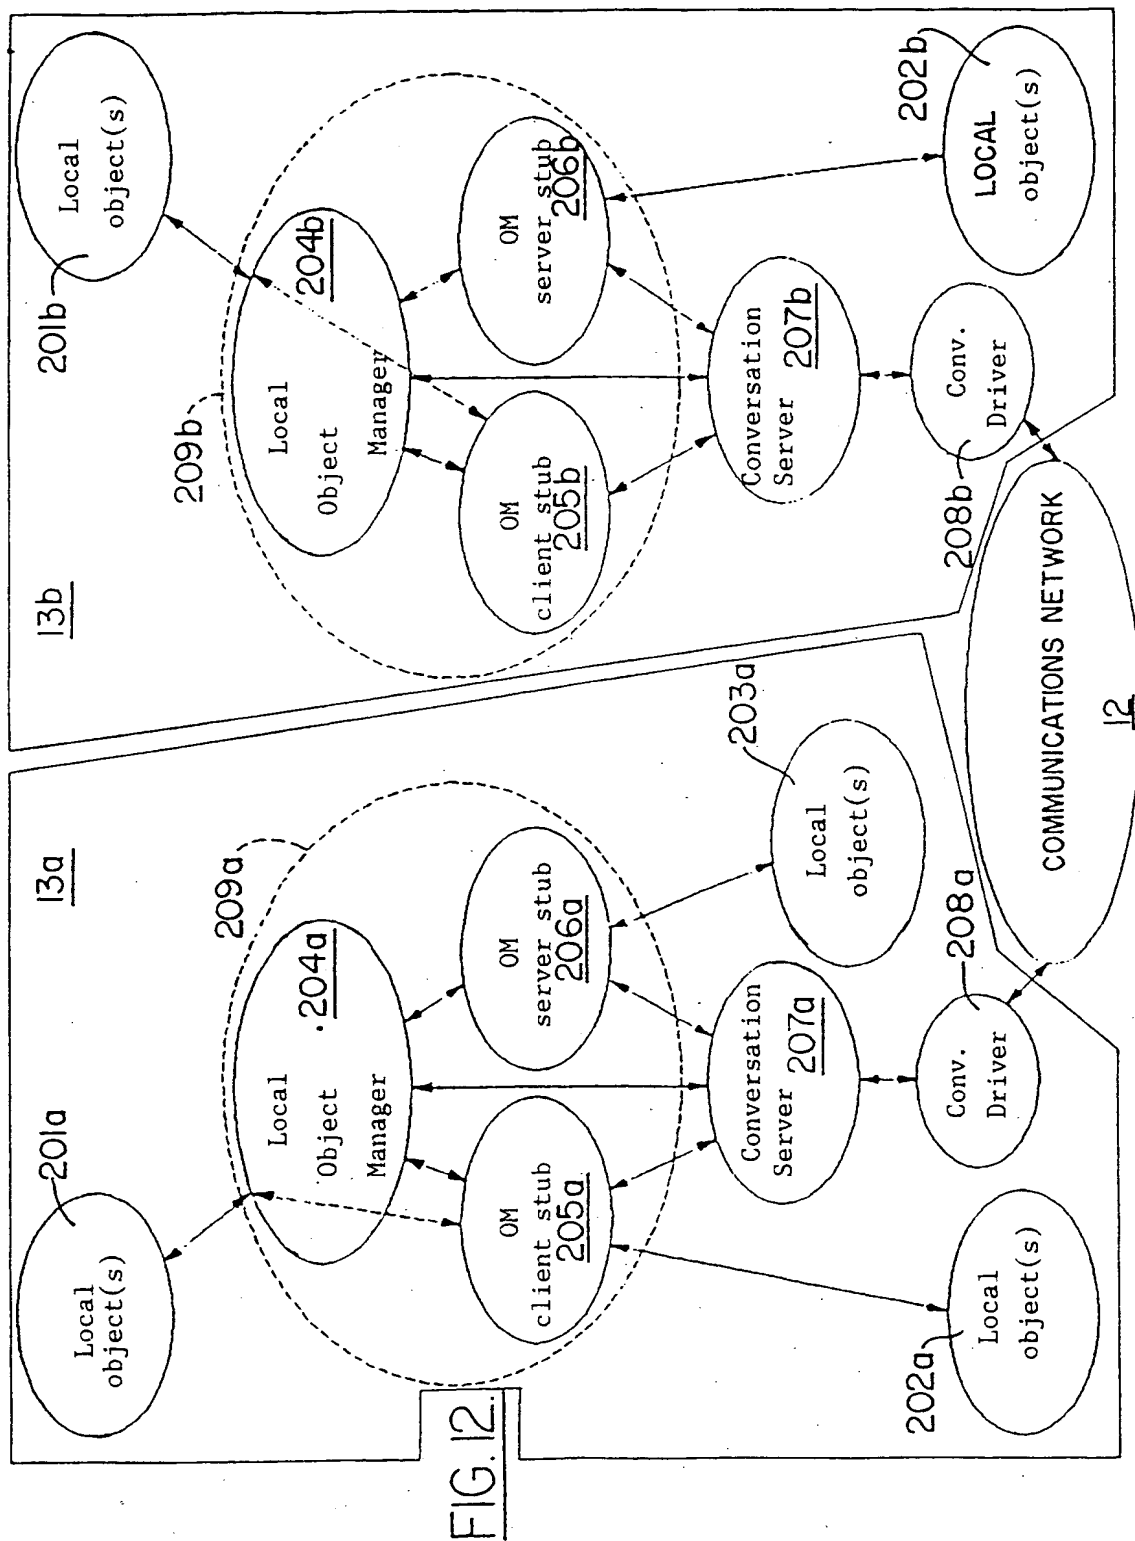 13a
201a
Local
object(s)
209a
Local
Object
Manager
204a
OM
client stub
205a
OM
server stub
206a
203a
Local
object(s)
Conversation
Server
207a
202a
Local
object(s)
Conv.
Driver
208a
13b
201b
Local
object(s)
209b
Local
Object
Manager
204b
OM
client stub
205b
OM
server stub
206b
Conversation
Server
207b
202b
LOCAL
object(s)
Conv.
Driver
208b
COMMUNICATIONS NETWORK
12
FIG. 12.